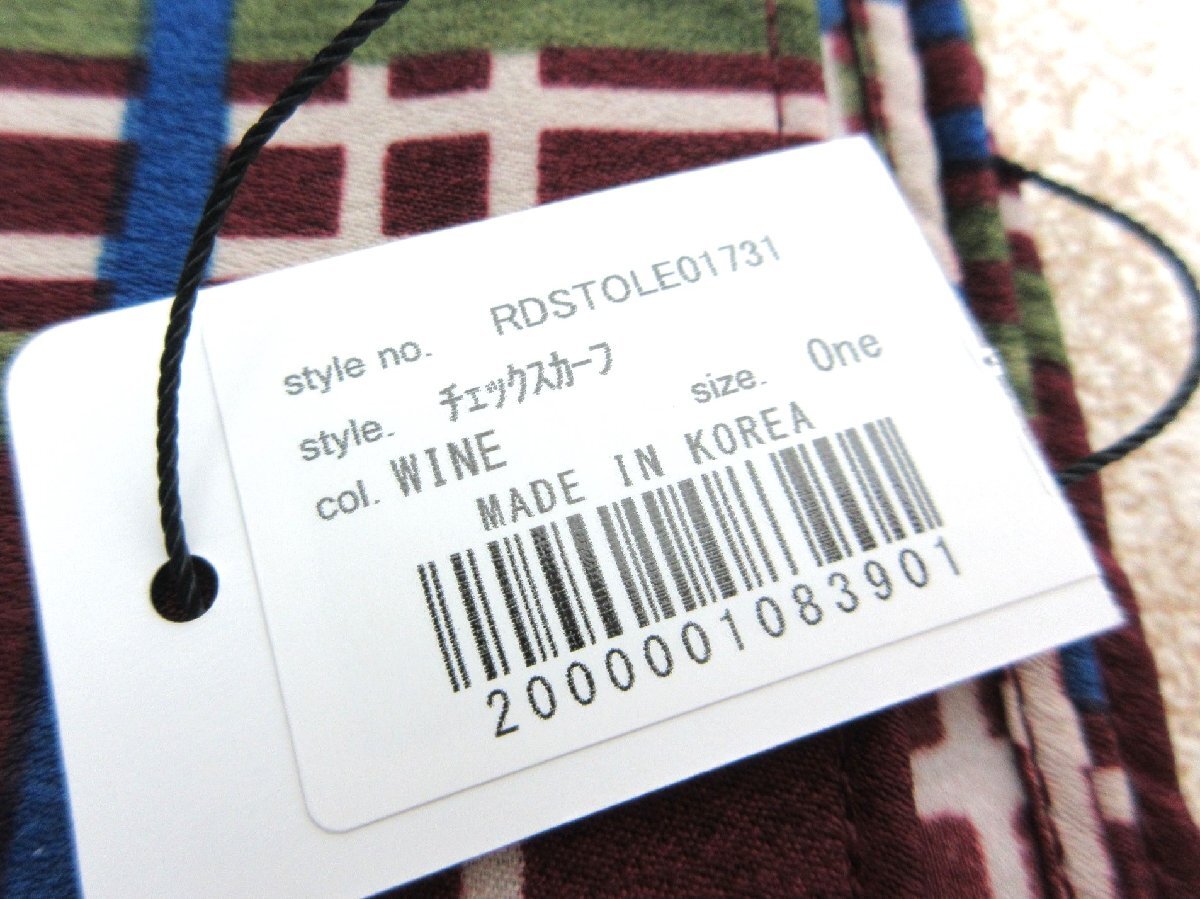 style no. RDSTOLE01731
style. ﾁｪｯｸｽｶｰﾌ size. One
col. WINE
MADE IN KOREA
2000001083901